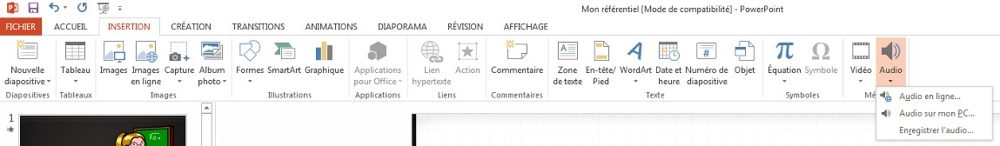 Mon référentiel [Mode de compatibilité] - PowerPoint
FICHIER ACCUEIL INSERTION CRÉATION TRANSITIONS ANIMATIONS DIAPORAMA RÉVISION AFFICHAGE
Nouvelle diapositive Tableau Images Images en ligne Capture Album photo Formes SmartArt Graphique Applications pour Office Lien hypertexte Action Commentaire Zone de texte En-tête/ Pied WordArt Date et heure Numéro de diapositive Objet Équation Symbole Vidéo Audio
Diapositives Tableaux Images Illustrations Applications Liens Commentaires Texte Symboles
Audio en ligne...
Audio sur mon PC...
Enregistrer l'audio...
1